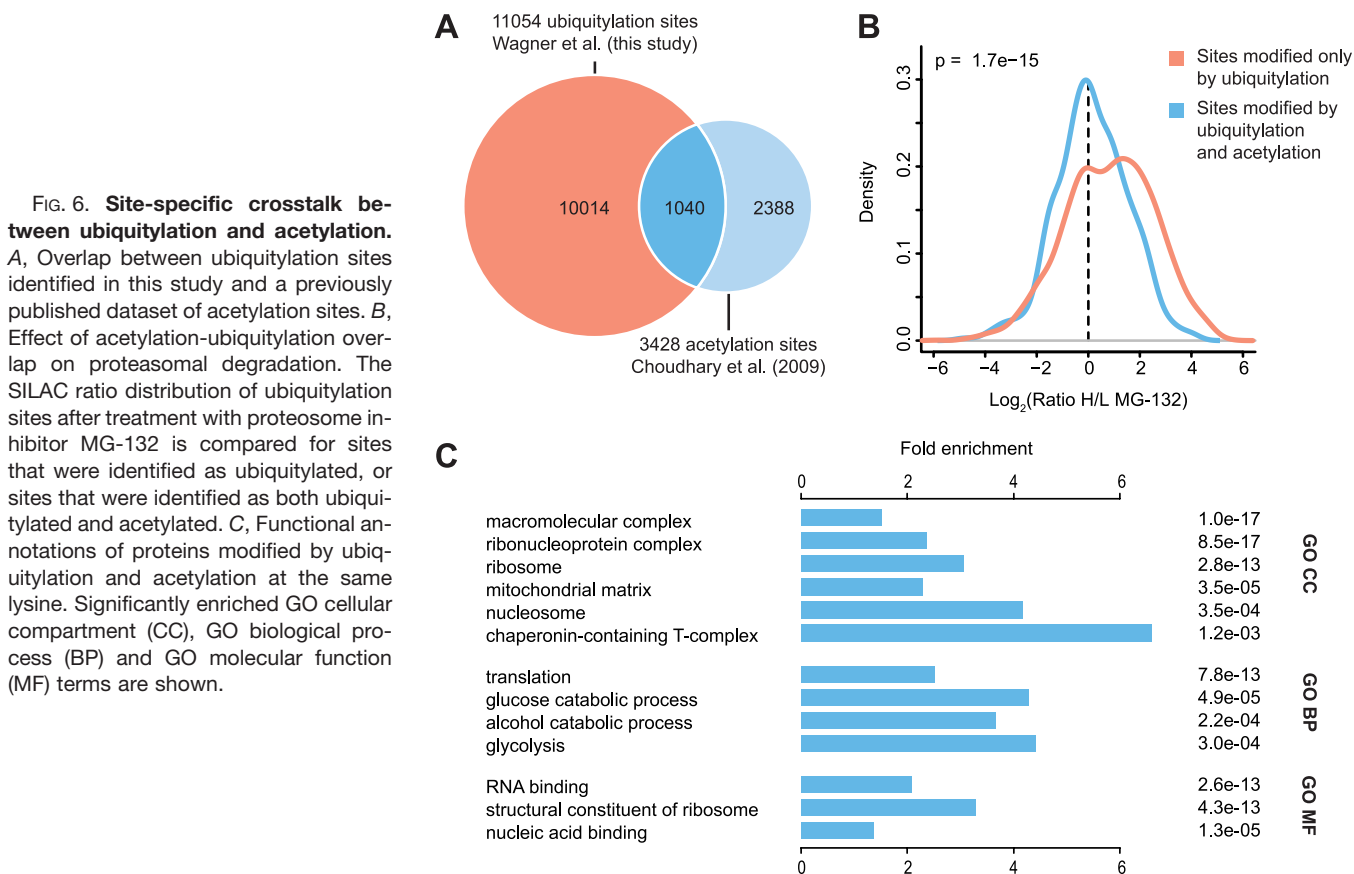 FIG. 6. Site-specific crosstalk be-
tween ubiquitylation and acetylation.
A, Overlap between ubiquitylation sites
identified in this study and a previously
published dataset of acetylation sites. B,
Effect of acetylation-ubiquitylation over-
lap on proteasomal degradation. The
SILAC ratio distribution of ubiquitylation
sites after treatment with proteosome in-
hibitor MG-132 is compared for sites
that were identified as ubiquitylated, or
sites that were identified as both ubiqui-
tylated and acetylated. C, Functional an-
notations of proteins modified by ubiq-
uitylation and acetylation at the same
lysine. Significantly enriched GO cellular
compartment (CC), GO biological pro-
cess (BP) and GO molecular function
(MF) terms are shown.
A
11054 ubiquitylation sites
Wagner et al. (this study)
10014
1040
2388
3428 acetylation sites
Choudhary et al. (2009)
B
p = 1.7e−15
Sites modified only
by ubiquitylation
Sites modified by
ubiquitylation
and acetylation
Density
0.3
0.2
0.1
0.0
−6 −4 −2 0 2 4 6
Log2(Ratio H/L MG-132)
C
Fold enrichment
0 2 4 6
macromolecular complex 1.0e-17
ribonucleoprotein complex 8.5e-17
ribosome 2.8e-13
mitochondrial matrix 3.5e-05
nucleosome 3.5e-04
chaperonin-containing T-complex 1.2e-03
GO CC
translation 7.8e-13
glucose catabolic process 4.9e-05
alcohol catabolic process 2.2e-04
glycolysis 3.0e-04
GO BP
RNA binding 2.6e-13
structural constituent of ribosome 4.3e-13
nucleic acid binding 1.3e-05
GO MF
0 2 4 6